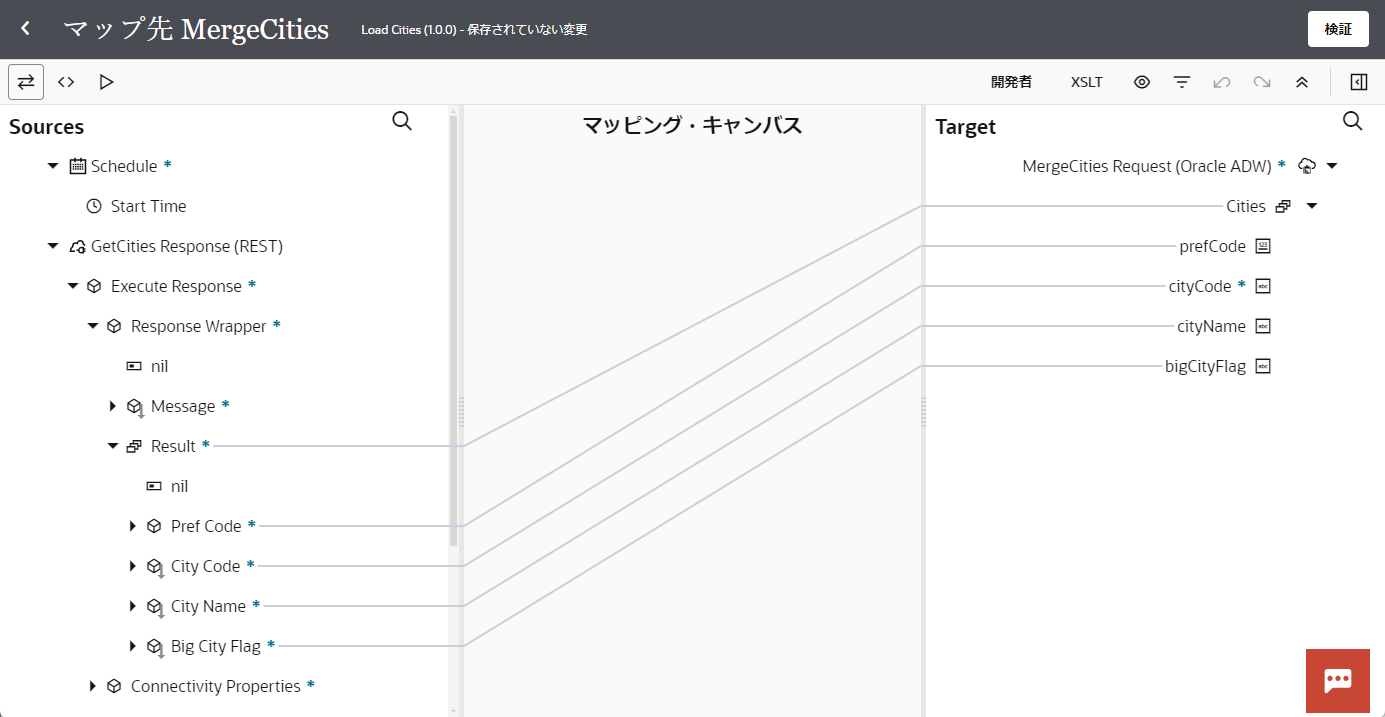 マップ先 MergeCities
Load Cities (1.0.0) - 保存されていない変更
検証
開発者
XSLT
Sources
マッピング・キャンバス
Target
Schedule *
Start Time
GetCities Response (REST)
Execute Response *
Response Wrapper *
nil
Message *
Result *
nil
Pref Code *
City Code *
City Name *
Big City Flag *
Connectivity Properties *
MergeCities Request (Oracle ADW) *
Cities
prefCode
cityCode *
cityName
bigCityFlag